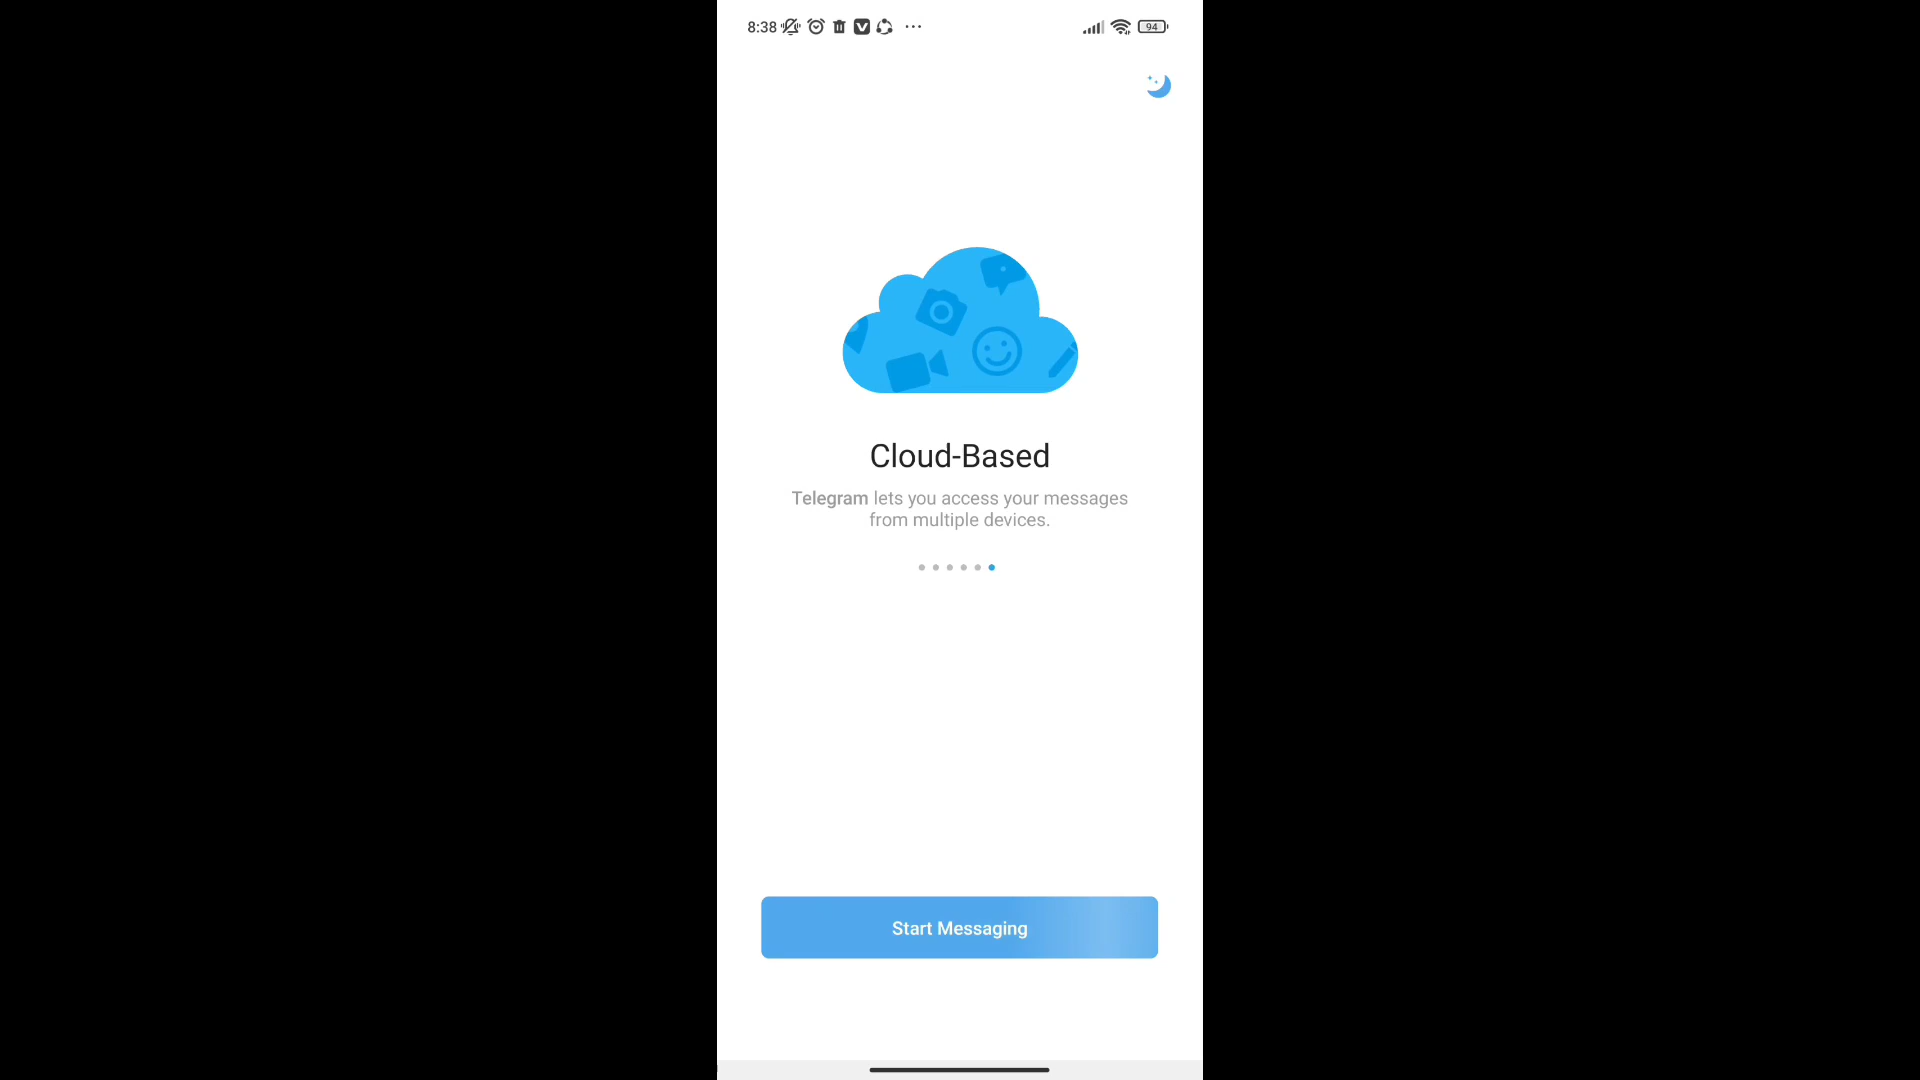 8:38
94
Cloud-Based
Telegram lets you access your messages
from multiple devices.
Start Messaging